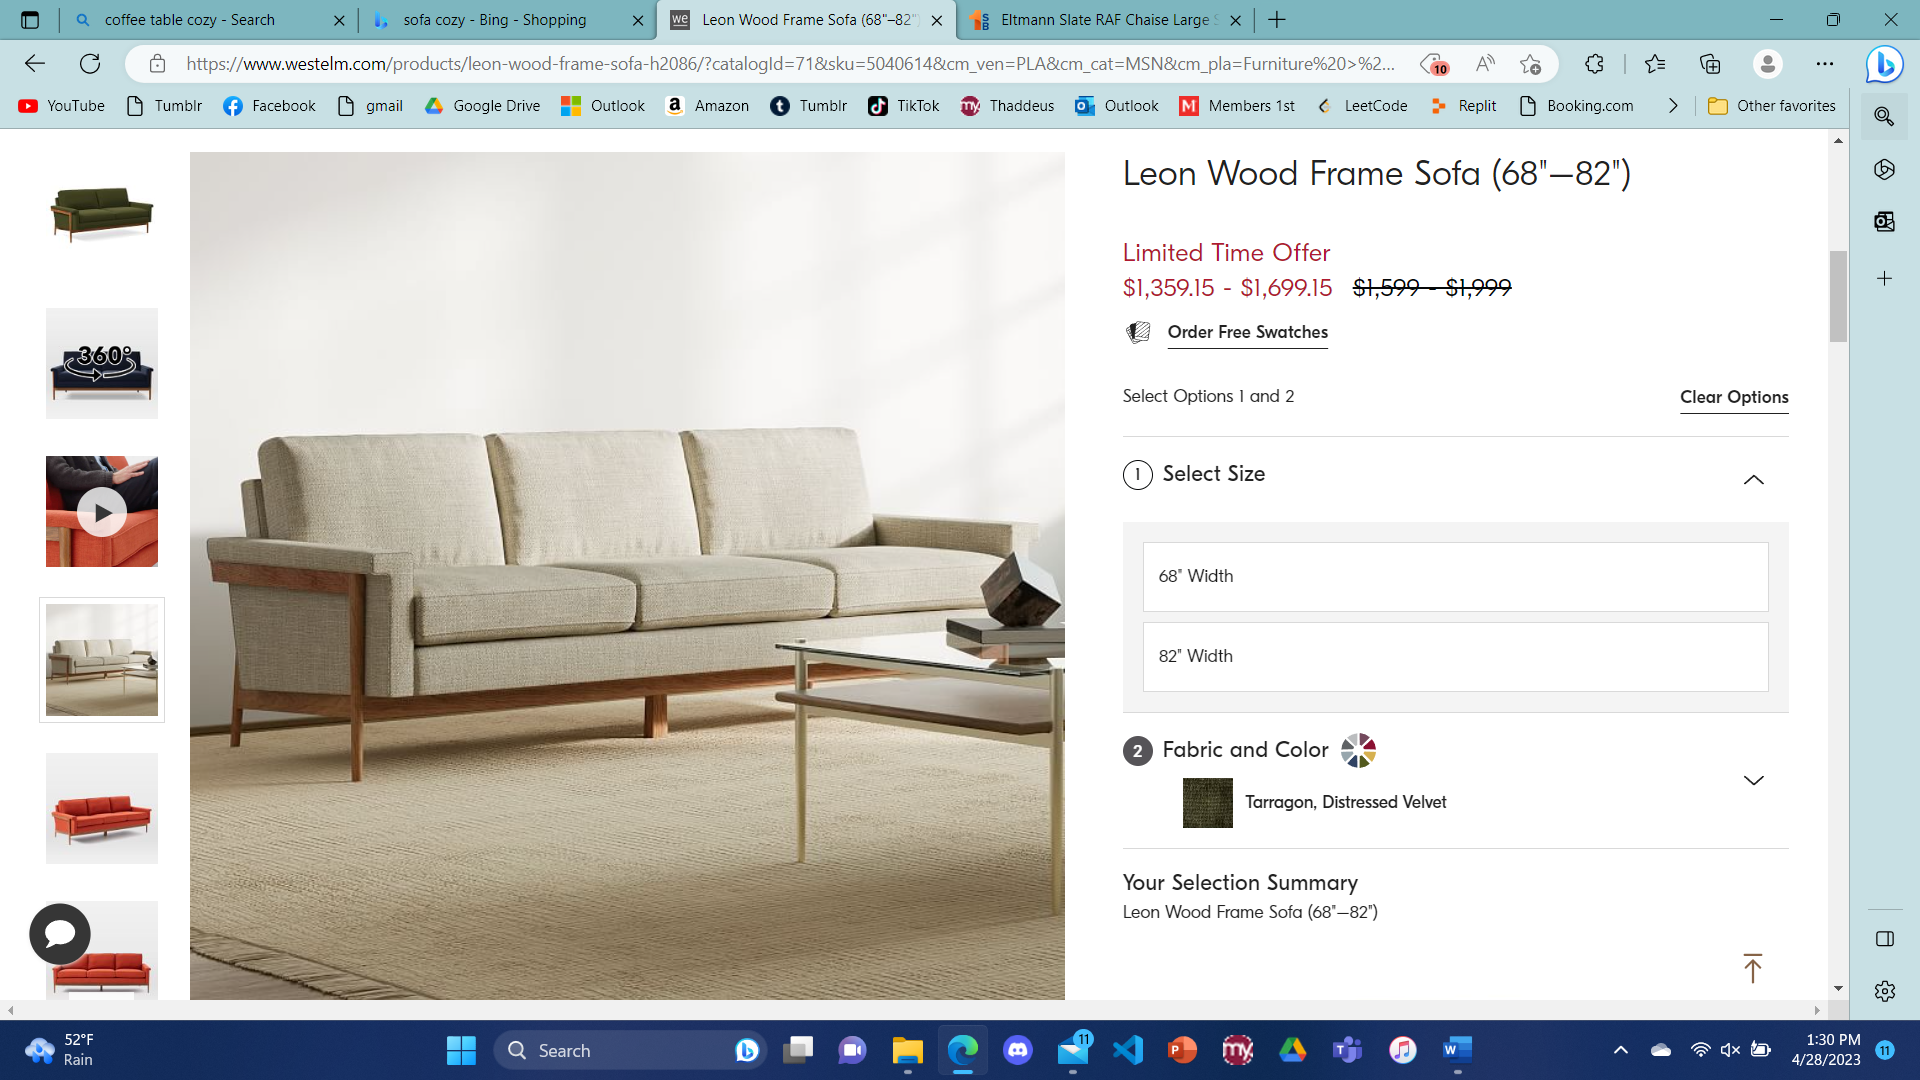 coffee table cozy - Search
sofa cozy - Bing - Shopping
we
Leon Wood Frame Sofa (68"–82"
Eltmann Slate RAF Chaise Large S
https://www.westelm.com/products/leon-wood-frame-sofa-h2086/?catalogId=71&sku=5040614&cm_ven=PLA&cm_cat=MSN&cm_pla=Furniture%20>%2...
10
YouTube
Tumblr
Facebook
gmail
Google Drive
Outlook
Amazon
Tumblr
TikTok
Thaddeus
Outlook
Members 1st
LeetCode
Replit
Booking.com
Other favorites
Leon Wood Frame Sofa (68"–82")
Limited Time Offer
$1,359.15 - $1,699.15 $1,599 - $1,999
Order Free Swatches
Select Options 1 and 2
Clear Options
1 Select Size
68" Width
82" Width
2 Fabric and Color
Tarragon, Distressed Velvet
Your Selection Summary
Leon Wood Frame Sofa (68"–82")
360°
52°F
Rain
Search
11
1:30 PM
4/28/2023
11